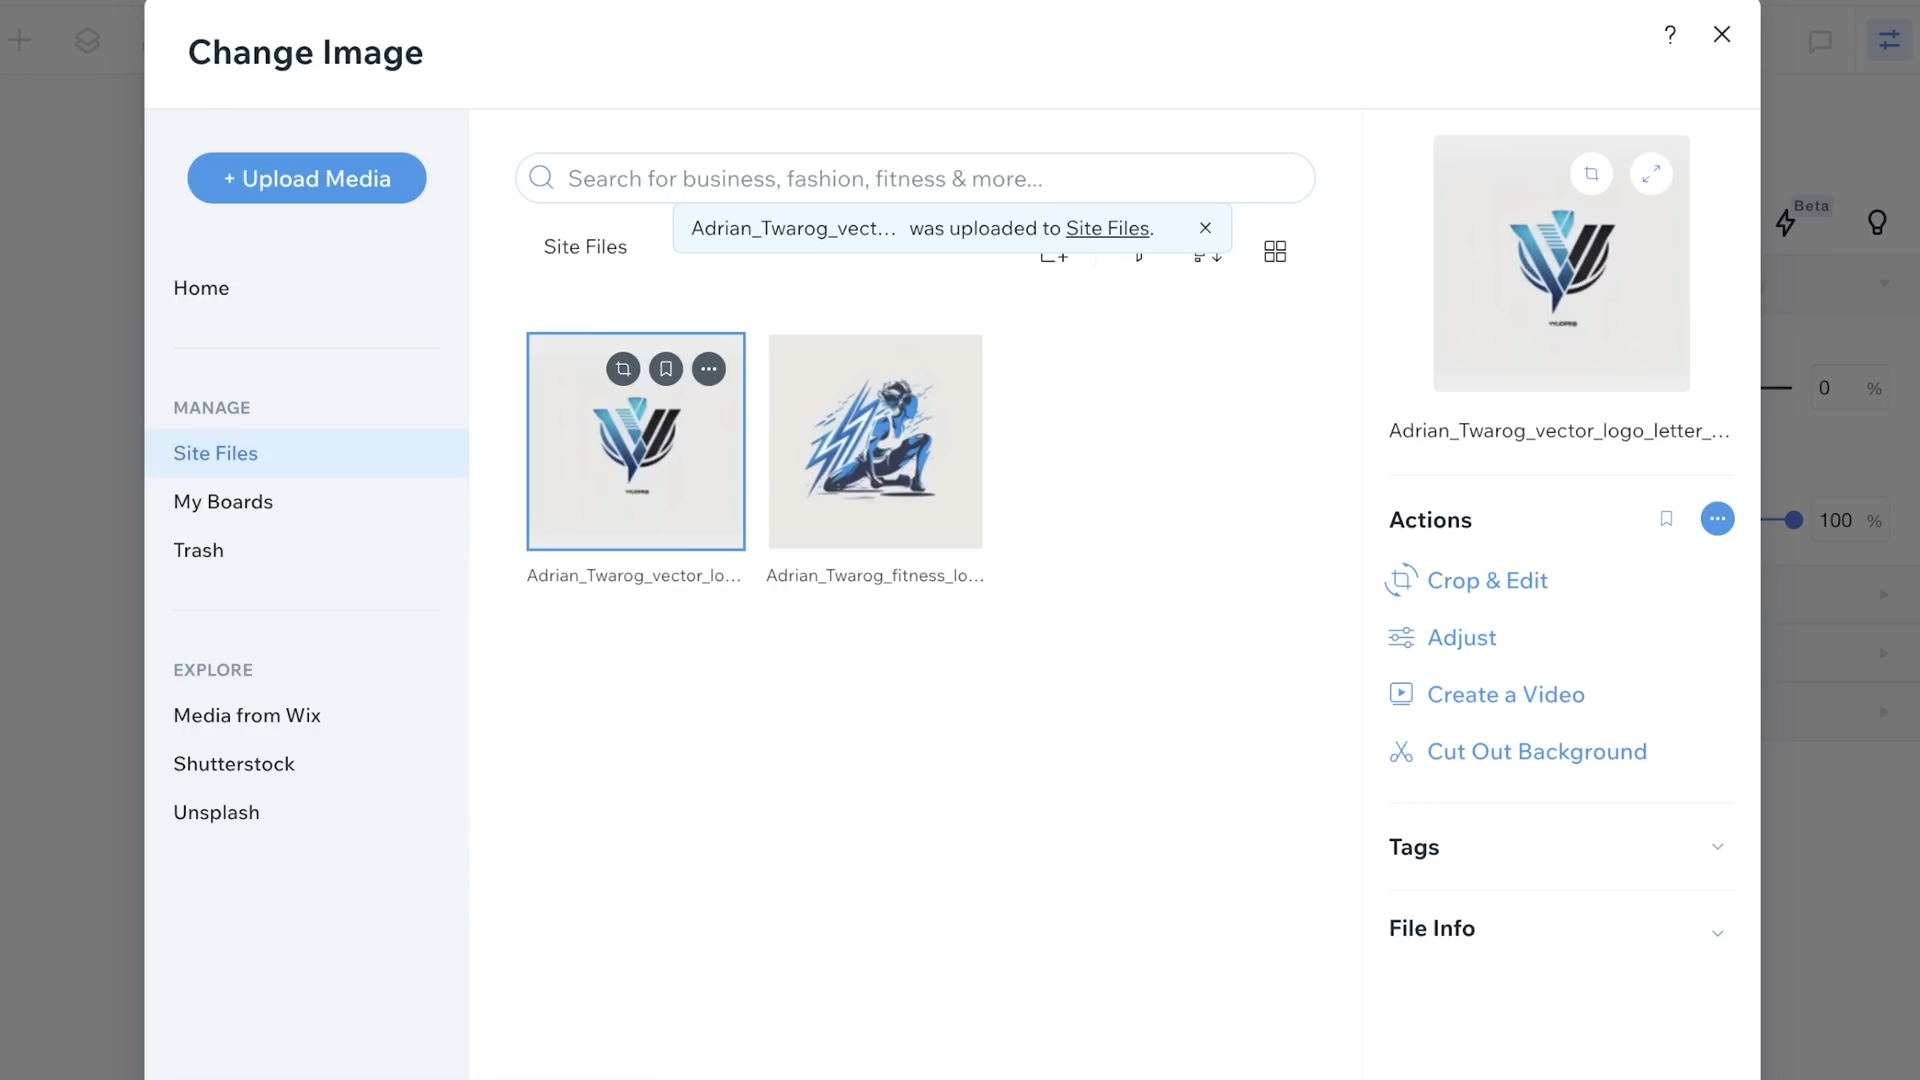 Change Image
?
+ Upload Media
Home
MANAGE
Site Files
My Boards
Trash
EXPLORE
Media from Wix
Shutterstock
Unsplash
Search for business, fashion, fitness & more...
Adrian_Twarog_vect... was uploaded to Site Files.
Site Files
Adrian_Twarog_vector_lo...
Adrian_Twarog_fitness_lo...
Adrian_Twarog_vector_logo_letter_...
Actions
Crop & Edit
Adjust
Create a Video
Cut Out Background
Tags
File Info
Beta
0 %
100 %